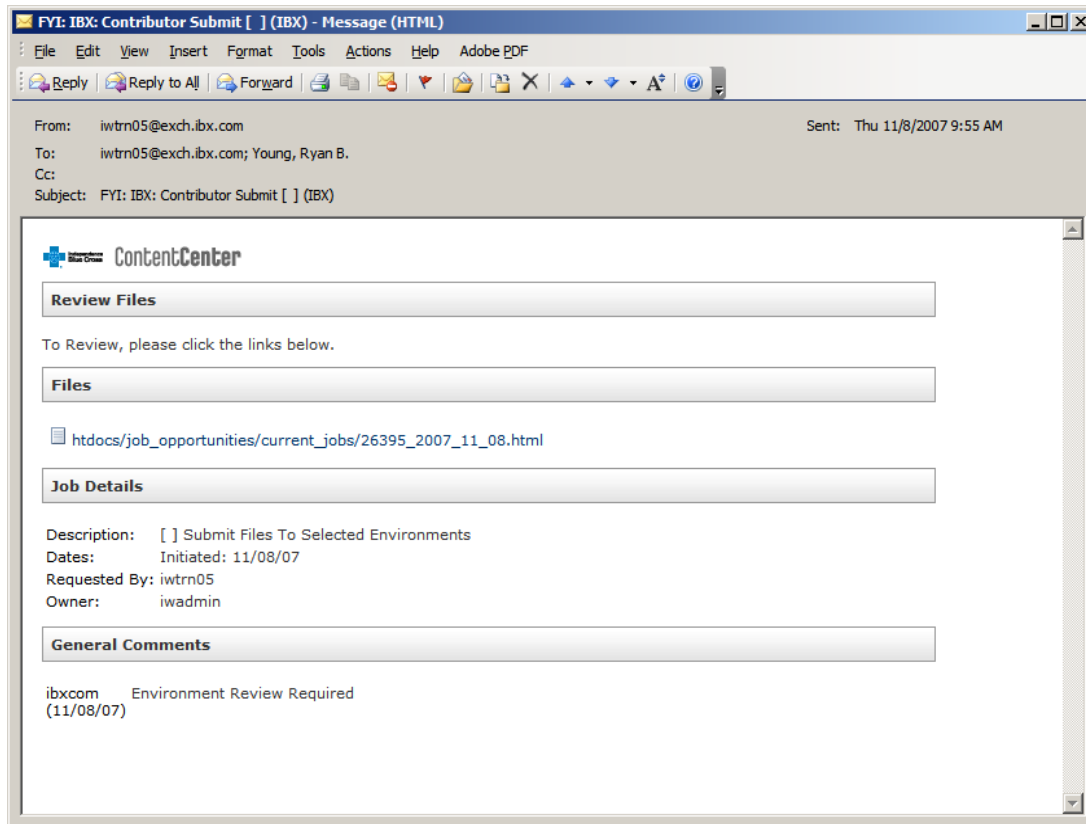 FYI: IBX: Contributor Submit [ ] (IBX) - Message (HTML)
File Edit View Insert Format Tools Actions Help Adobe PDF
Reply Reply to All Forward
From: iwtrn05@exch.ibx.com Sent: Thu 11/8/2007 9:55 AM
To: iwtrn05@exch.ibx.com; Young, Ryan B.
Cc:
Subject: FYI: IBX: Contributor Submit [ ] (IBX)
Independence
Blue Cross
ContentCenter
Review Files
To Review, please click the links below.
Files
htdocs/job_opportunities/current_jobs/26395_2007_11_08.html
Job Details
Description: [ ] Submit Files To Selected Environments
Dates: Initiated: 11/08/07
Requested By: iwtrn05
Owner: iwadmin
General Comments
ibxcom Environment Review Required
(11/08/07)